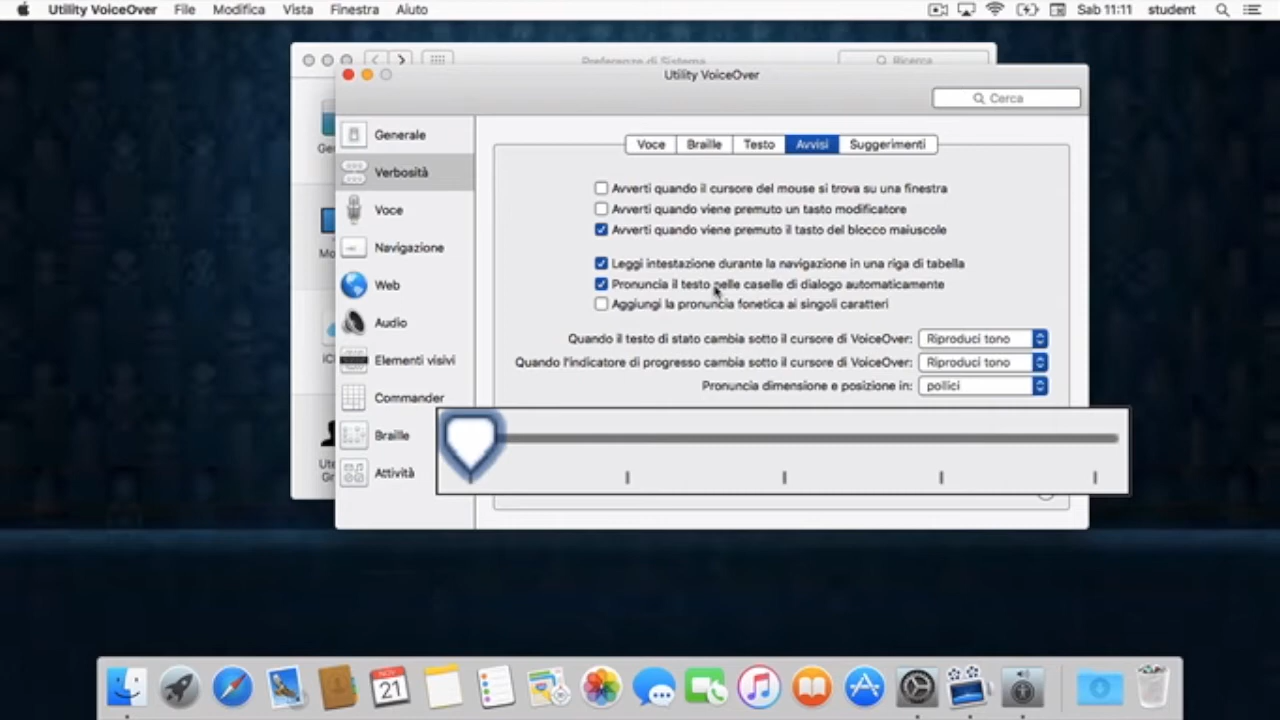 Utility VoiceOver File Modifica Vista Finestra Aiuto Sab 11:11 student
Preferenze di Sistema Ricerca
Utility VoiceOver
Cerca
Generale
Verbosità
Voce
Navigazione
Web
Audio
Elementi visivi
Commander
Braille
Attività
Voce Braille Testo Avvisi Suggerimenti
Avverti quando il cursore del mouse si trova su una finestra
Avverti quando viene premuto un tasto modificatore
Avverti quando viene premuto il tasto del blocco maiuscole
Leggi intestazione durante la navigazione in una riga di tabella
Pronuncia il testo nelle caselle di dialogo automaticamente
Aggiungi la pronuncia fonetica ai singoli caratteri
Quando il testo di stato cambia sotto il cursore di VoiceOver: Riproduci tono
Quando l'indicatore di progresso cambia sotto il cursore di VoiceOver: Riproduci tono
Pronuncia dimensione e posizione in: pollici
NOV
21